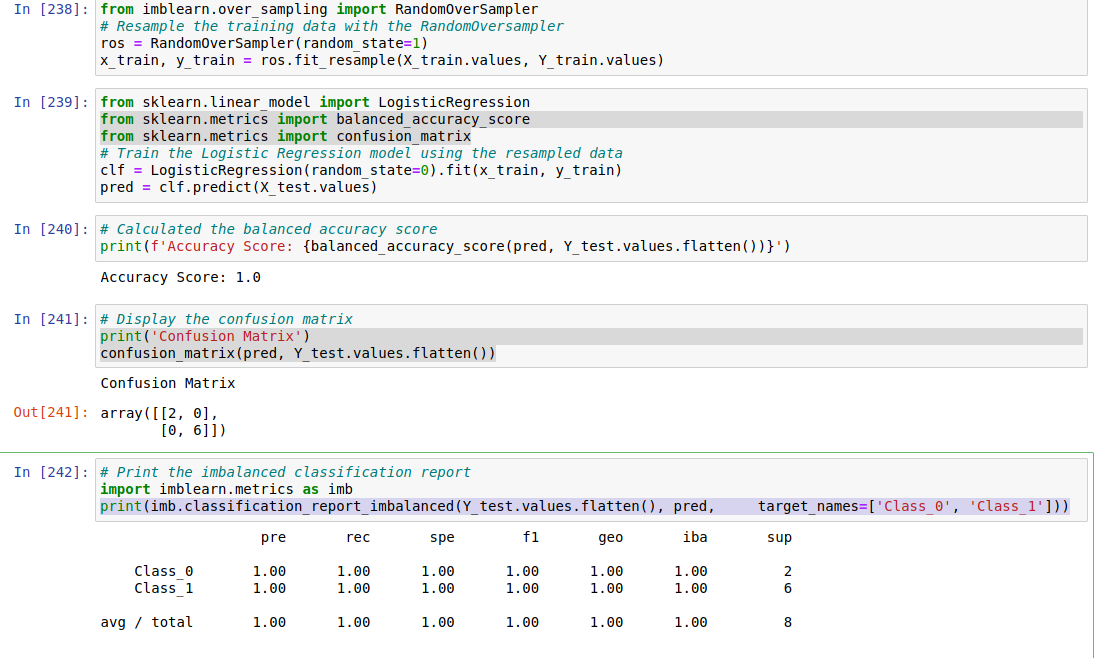 In [238]: from imblearn.over_sampling import RandomOverSampler
# Resample the training data with the RandomOversampler
ros = RandomOverSampler(random_state=1)
x_train, y_train = ros.fit_resample(X_train.values, Y_train.values)
In [239]: from sklearn.linear_model import LogisticRegression
from sklearn.metrics import balanced_accuracy_score
from sklearn.metrics import confusion_matrix
# Train the Logistic Regression model using the resampled data
clf = LogisticRegression(random_state=0).fit(x_train, y_train)
pred = clf.predict(X_test.values)
In [240]: # Calculated the balanced accuracy score
print(f'Accuracy Score: {balanced_accuracy_score(pred, Y_test.values.flatten())}')
Accuracy Score: 1.0
In [241]: # Display the confusion matrix
print('Confusion Matrix')
confusion_matrix(pred, Y_test.values.flatten())
Confusion Matrix
Out[241]: array([[2, 0],
[0, 6]])
In [242]: # Print the imbalanced classification report
import imblearn.metrics as imb
print(imb.classification_report_imbalanced(Y_test.values.flatten(), pred,     target_names=['Class_0', 'Class_1']))
pre rec spe f1 geo iba sup
Class_0 1.00 1.00 1.00 1.00 1.00 1.00 2
Class_1 1.00 1.00 1.00 1.00 1.00 1.00 6
avg / total 1.00 1.00 1.00 1.00 1.00 1.00 8